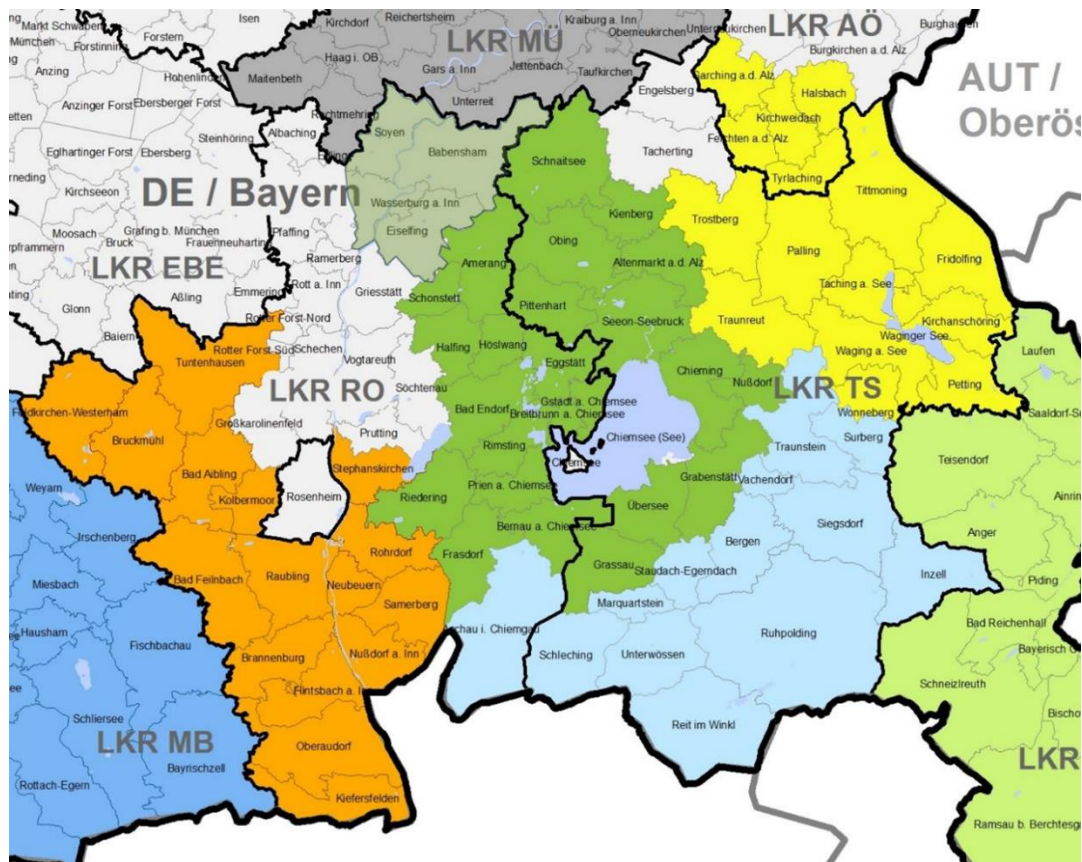 Isen
Reichertsheim
Kirchdorf
Kraiburg a. Inn
Oberneukirchen
Unterneukirchen
LKR AÖ
Burghausen
Markt Schwaben
München
Forstinning
Forstern
LKR MÜ
Burgkirchen a.d. Alz
Anzing
Hohenlinden
Maitenbeth
Haag i. OB
Gars a. Inn
Jettenbach
Taufkirchen
Garching a.d. Alz
AUT /
Oberös
Engelsberg
Halsbach
Anzinger Forst
Ebersberger Forst
Rechtmehring
Unterreit
Kirchweidach
Steinhöring
Albaching
Soyen
Feichten a.d. Alz
Eglhartinger Forst
Ebersberg
Babensham
Schnaitsee
Tacherting
Tyrlaching
Kirchseeon
DE / Bayern
Wasserburg a. Inn
Tittmoning
Kienberg
Trostberg
Moosach
Grafing b. München
Bruck
Frauenneuharting
Pfaffing
Eiselfing
Obing
Palling
LKR EBE
Ramerberg
Amerang
Altenmarkt a.d. Alz
Fridolfing
Aßling
Emmering
Rott a. Inn
Griesstätt
Schonstett
Pittenhart
Taching a. See
Glonn
Baiern
Rotter Forst-Nord
Seeon-Seebruck
Traunreut
Kirchanschöring
Waginger See
Rotter Forst-Süd
Schechen
Vogtareuth
Halfing
Höslwang
Waging a. See
Laufen
Tuntenhausen
Eggstätt
Chieming
Petting
LKR RO
Söchtenau
Nußdorf
LKR TS
Feldkirchen-Westerham
Großkarolinenfeld
Bad Endorf
Gstadt a. Chiemsee
Breitbrunn a. Chiemsee
Wonneberg
Saaldorf-Su
Bruckmühl
Prutting
Rimsting
Chiemsee (See)
Traunstein
Surberg
Teisendorf
Bad Aibling
Stephanskirchen
Chiemsee
Weyarn
Kolbermoor
Rosenheim
Riedering
Prien a. Chiemsee
Grabenstätt
Vachendorf
Ainrin
Irschenberg
Bernau a. Chiemsee
Übersee
Siegsdorf
Anger
Rohrdorf
Frasdorf
Bergen
Miesbach
Bad Feilnbach
Raubling
Neubeuern
Grassau
Staudach-Egerndach
Inzell
Piding
Samerberg
Marquartstein
Hausham
Fischbachau
schau i. Chiemgau
Ruhpolding
Bad Reichenhall
Brannenburg
Nußdorf a. Inn
Schleching
Unterwössen
Bayerisch G
Flintsbach a. I
Schneizlreuth
Schliersee
Reit im Winkl
Bischo
LKR MB
Oberaudorf
LKR
Bayrischzell
Rottach-Egern
Kiefersfelden
Ramsau b. Berchtesg